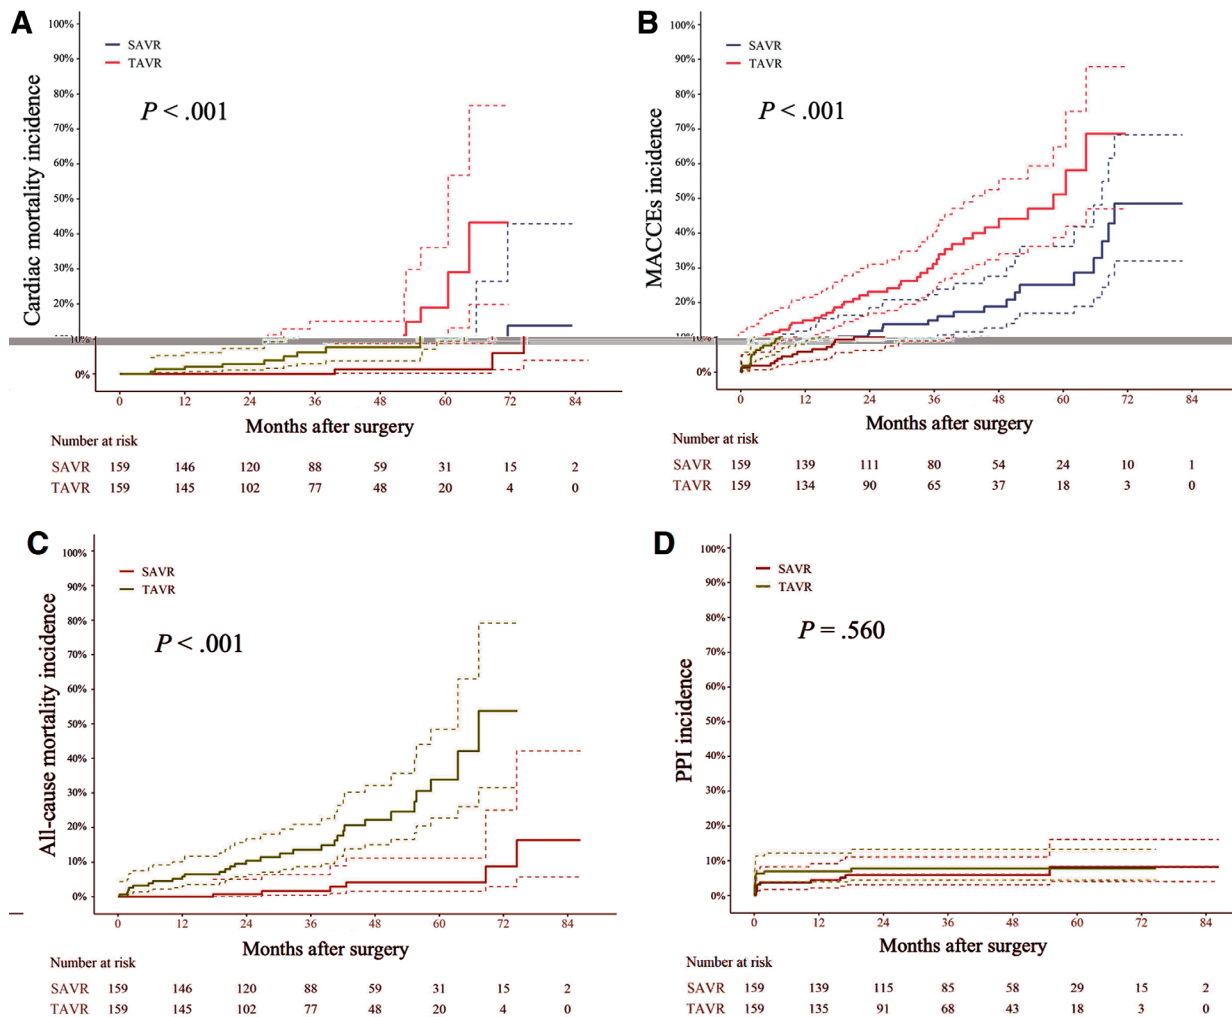 A
100%
90%
80%
70%
60%
50%
40%
30%
20%
10%
0%
Cardiac mortality incidence
SAVR
TAVR
P < .001
0 12 24 36 48 60 72 84
Months after surgery
Number at risk
SAVR 159 146 120 88 59 31 15 2
TAVR 159 145 102 77 48 20 4 0
B
100%
90%
80%
70%
60%
50%
40%
30%
20%
10%
0%
MACCEs incidence
SAVR
TAVR
P < .001
0 12 24 36 48 60 72 84
Months after surgery
Number at risk
SAVR 159 139 111 80 54 24 10 1
TAVR 159 134 90 65 37 18 3 0
C
100%
90%
80%
70%
60%
50%
40%
30%
20%
10%
0%
All-cause mortality incidence
SAVR
TAVR
P < .001
0 12 24 36 48 60 72 84
Months after surgery
Number at risk
SAVR 159 146 120 88 59 31 15 2
TAVR 159 145 102 77 48 20 4 0
D
100%
90%
80%
70%
60%
50%
40%
30%
20%
10%
0%
PPI incidence
SAVR
TAVR
P = .560
0 12 24 36 48 60 72 84
Months after surgery
Number at risk
SAVR 159 139 115 85 58 29 15 2
TAVR 159 135 91 68 43 18 3 0